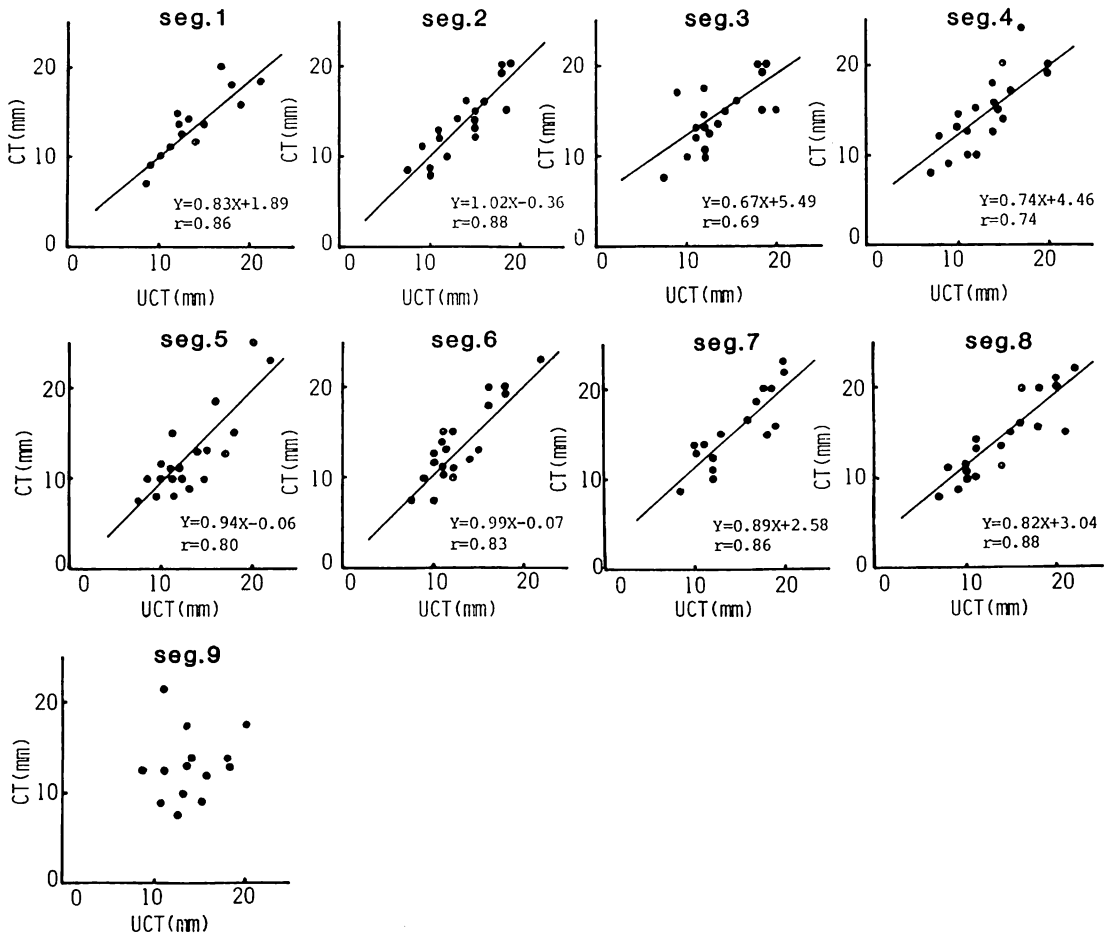 seg.1
20
10
0
CT(mm)
Y=0.83X+1.89
r=0.86
0 10 20
UCT(mm)
seg.2
20
10
0
CT(mm)
Y=1.02X-0.36
r=0.88
0 10 20
UCT(mm)
seg.3
20
10
0
CT(mm)
Y=0.67X+5.49
r=0.69
0 10 20
UCT(mm)
seg.4
20
10
0
CT(mm)
Y=0.74X+4.46
r=0.74
0 10 20
UCT(mm)
seg.5
20
10
0
CT(mm)
Y=0.94X-0.06
r=0.80
0 10 20
UCT(mm)
seg.6
20
10
0
CT(mm)
Y=0.99X-0.07
r=0.83
0 10 20
UCT(mm)
seg.7
20
10
0
CT(mm)
Y=0.89X+2.58
r=0.86
0 10 20
UCT(mm)
seg.8
20
10
0
CT(mm)
Y=0.82X+3.04
r=0.88
0 10 20
UCT(mm)
seg.9
20
10
0
CT(mm)
0 10 20
UCT(mm)